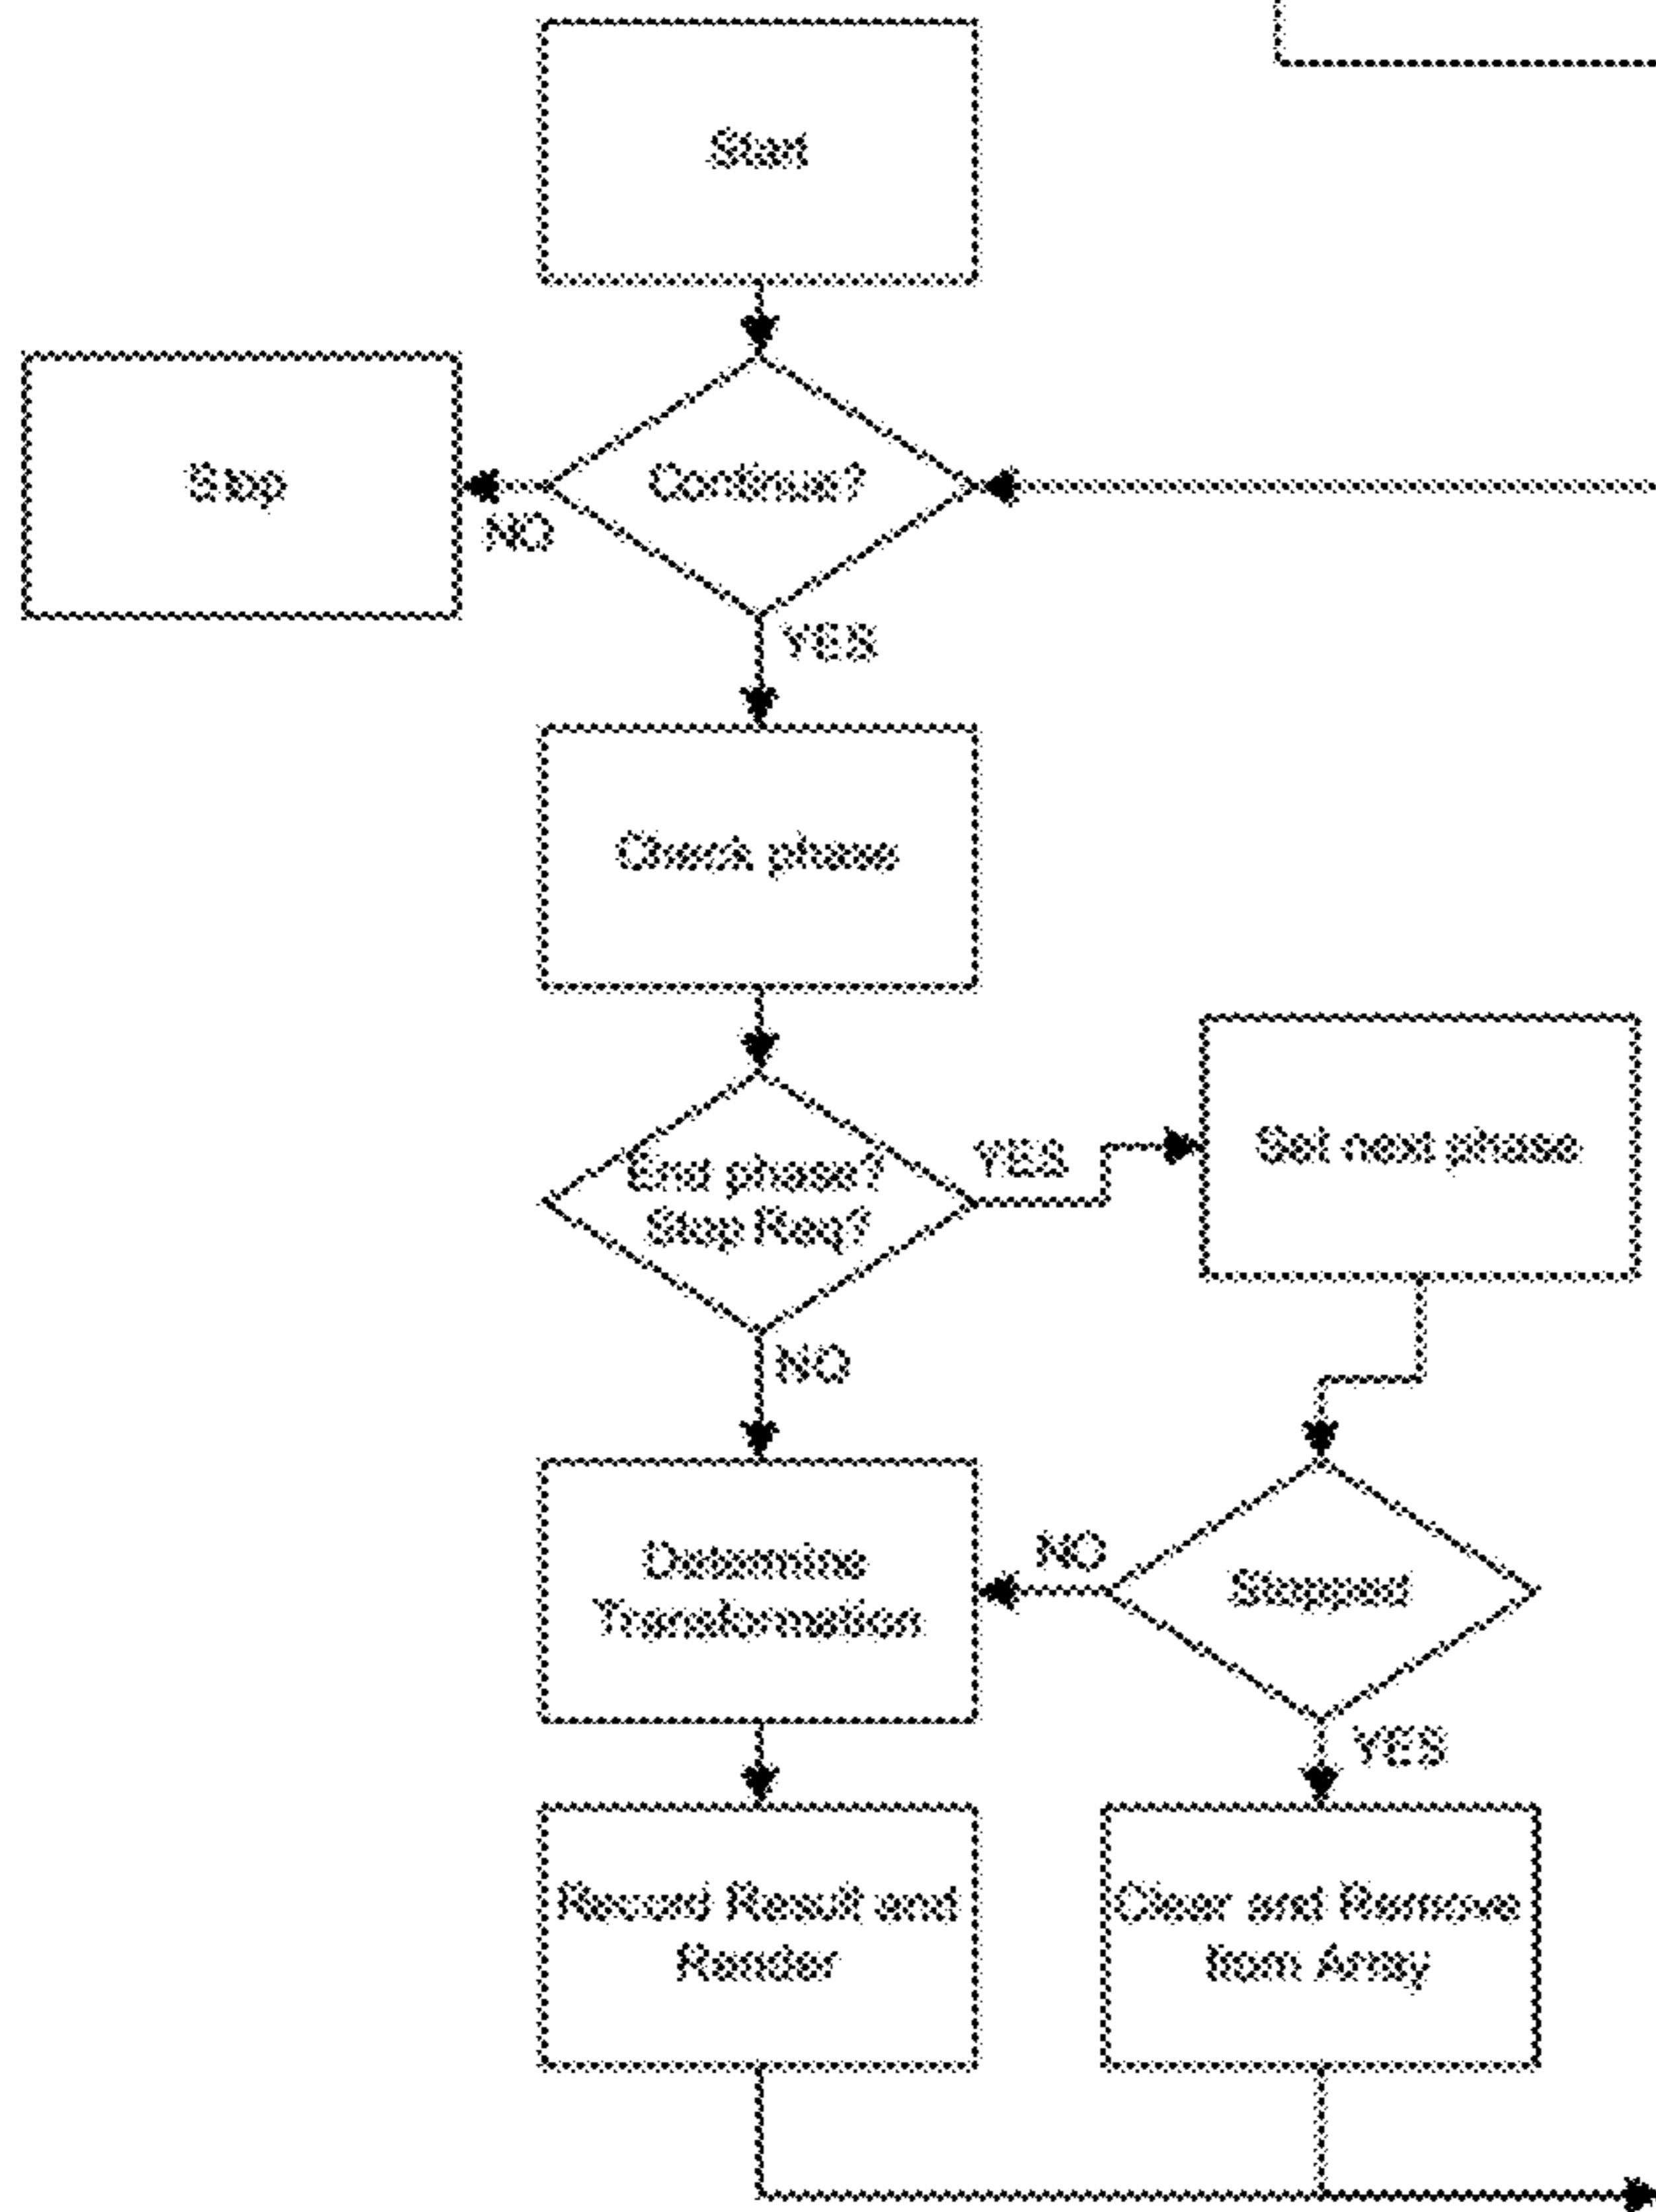 Start
Stop
Continue?
NO
YES
Check phase
End phase?
Stop Req?
YES
Set next phase
NO
Determine
Transformation
NO
Stopped
YES
Record Result and
Render
Clear and Remove
from Array